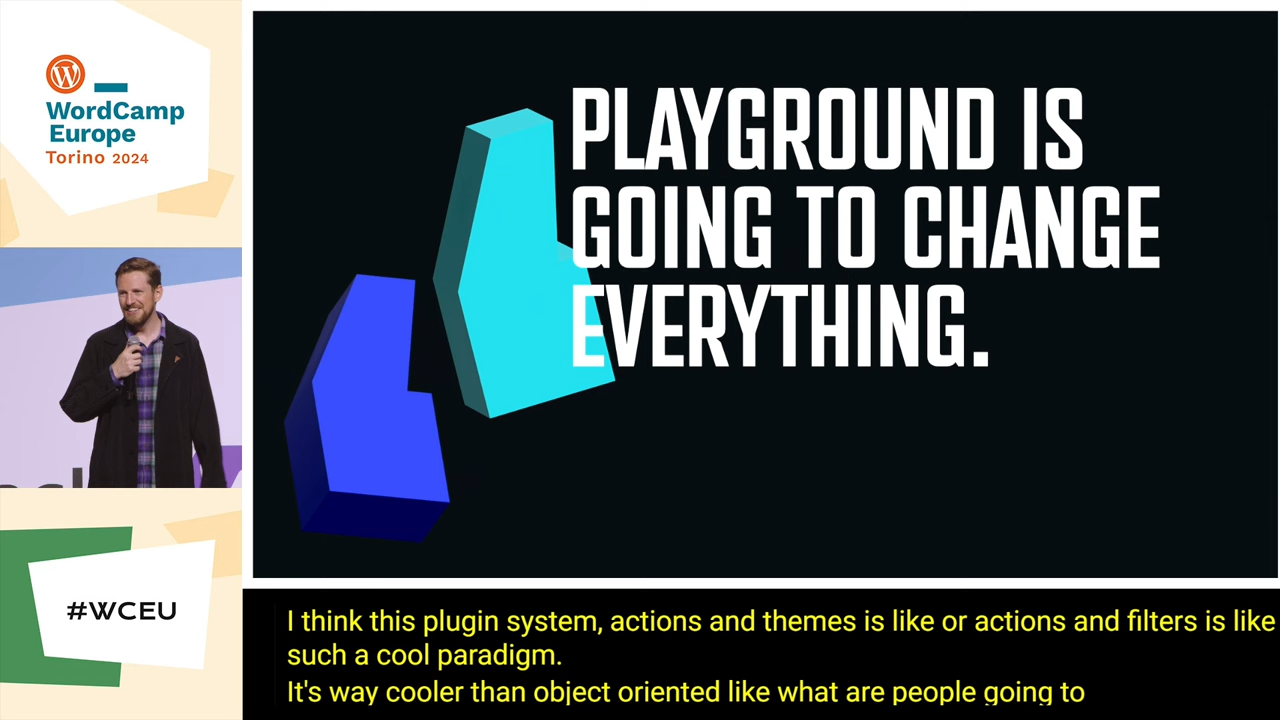 WordCamp
Europe
Torino 2024
PLAYGROUND IS
GOING TO CHANGE
EVERYTHING.
#WCEU
I think this plugin system, actions and themes is like or actions and filters is like
such a cool paradigm.
It's way cooler than object oriented like what are people going to